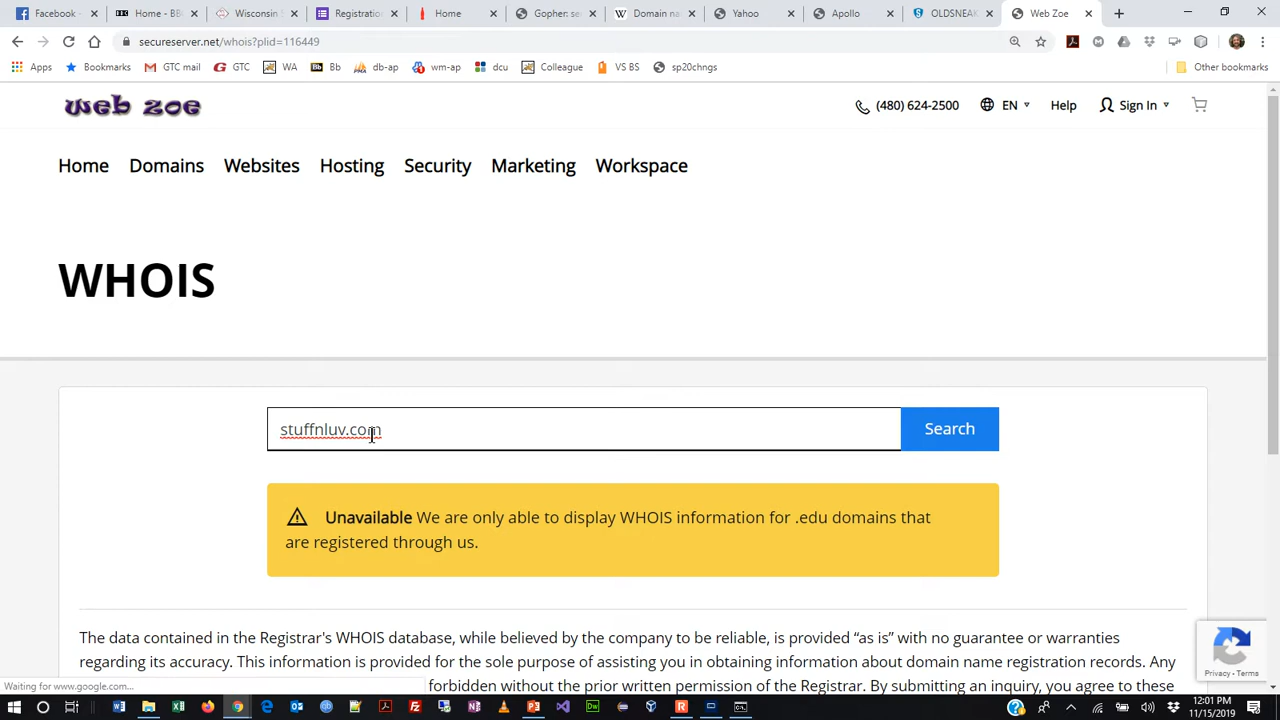 Facebook -
Home - BB
Wisconsin S
Registration
Home
Gopher: se
Domain na
Yahoo
Apollo
OLDSNEAK
Web Zoe
secureserver.net/whois?plid=116449
Apps
Bookmarks
GTC mail
GTC
WA
Bb
db-ap
wm-ap
dcu
Colleague
VS BS
sp20chngs
Other bookmarks
web zoe
(480) 624-2500
EN
Help
Sign In
Home Domains Websites Hosting Security Marketing Workspace
WHOIS
stuffnluv.com
Search
Unavailable We are only able to display WHOIS information for .edu domains that
are registered through us.
The data contained in the Registrar's WHOIS database, while believed by the company to be reliable, is provided “as is” with no guarantee or warranties
regarding its accuracy. This information is provided for the sole purpose of assisting you in obtaining information about domain name registration records. Any
forbidden without the prior written permission of the Registrar. By submitting an inquiry, you agree to these
Privacy - Terms
Waiting for www.google.com...
12:01 PM
11/15/2019